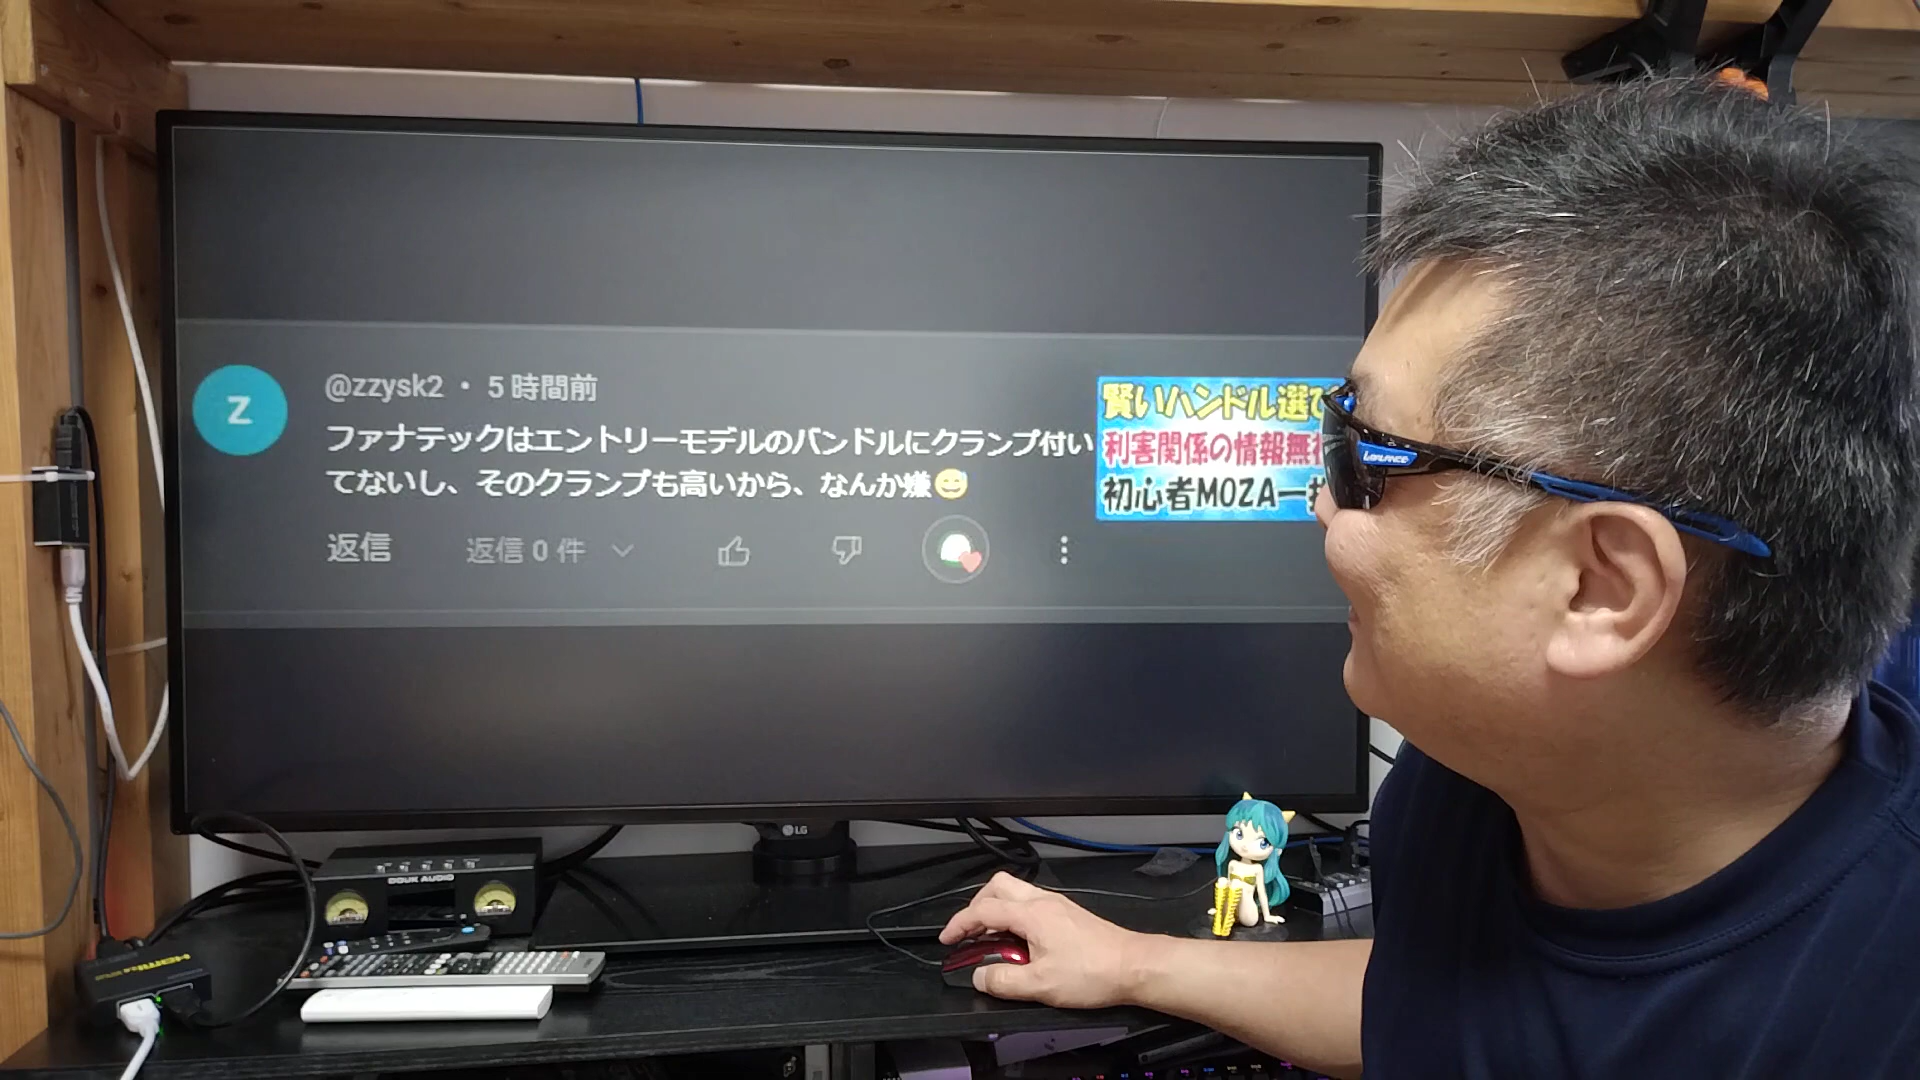 @zzysk2 • 5 時間前
ファナテックはエントリーモデルのバンドルにクランプ付い
てないし、そのクランプも高いから、なんか嫌😅
返信
返信 0 件
賢いハンドル選び
利害関係の情報無
初心者MOZA一
Z
LG
DOUK AUDIO